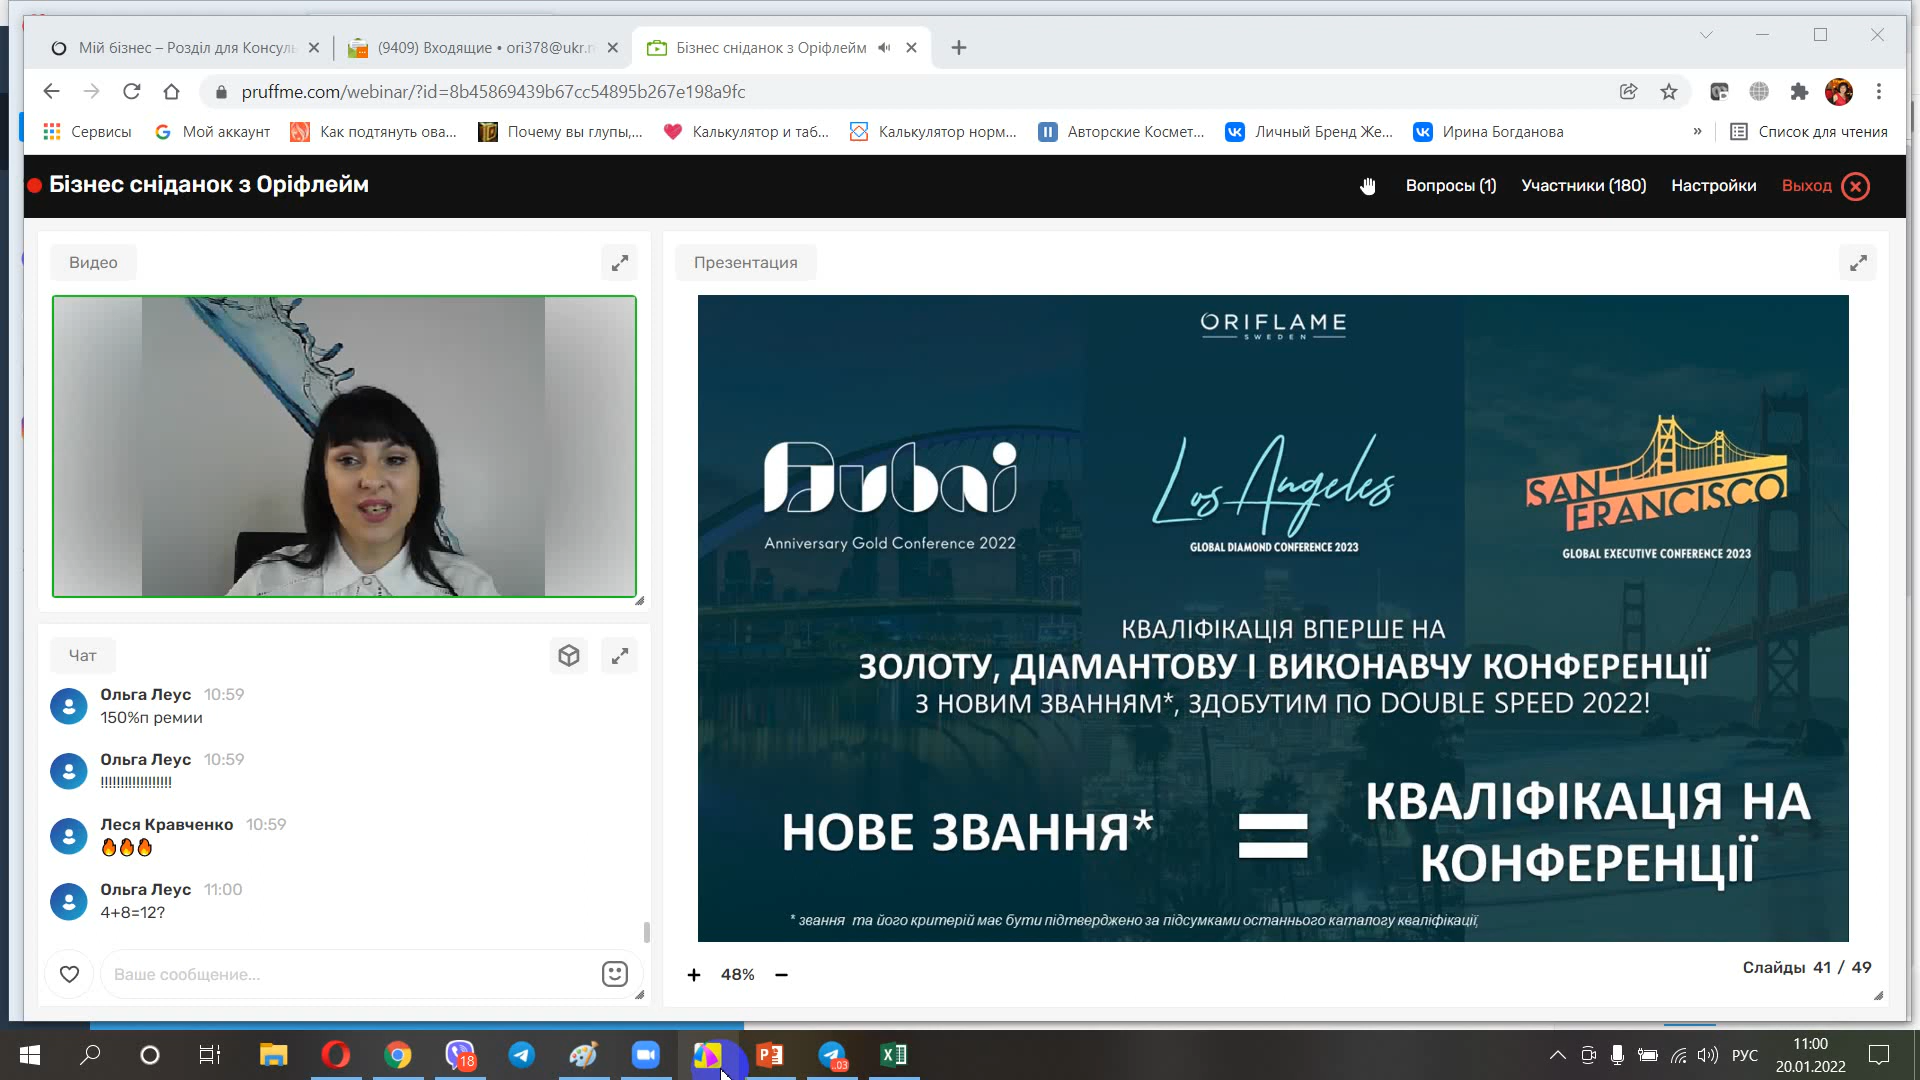 Мій бізнес – Розділ для Консуль
(9409) Входящие • ori378@ukr.n
Бізнес сніданок з Оріфлейм
pruffme.com/webinar/?id=8b45869439b67cc54895b267e198a9fc
Сервисы
Мой аккаунт
Как подтянуть ова...
Почему вы глупы,...
Калькулятор и таб...
Калькулятор норм...
Авторские Космет...
Личный Бренд Же...
Ирина Богданова
»
Список для чтения
Бізнес сніданок з Оріфлейм
Вопросы (1)
Участники (180)
Настройки
Выход
Видео
Презентация
ORIFLAME
SWEDEN
Dubai
Anniversary Gold Conference 2022
Los Angeles
GLOBAL DIAMOND CONFERENCE 2023
SAN FRANCISCO
GLOBAL EXECUTIVE CONFERENCE 2023
КВАЛІФІКАЦІЯ ВПЕРШЕ НА
ЗОЛОТУ, ДІАМАНТОВУ І ВИКОНАВЧУ КОНФЕРЕНЦІЇ
З НОВИМ ЗВАННЯМ*, ЗДОБУТИМ ПО DOUBLE SPEED 2022!
НОВЕ ЗВАННЯ*
=
КВАЛІФІКАЦІЯ НА
КОНФЕРЕНЦІЇ
* звання та його критерій має бути підтверджено за підсумками останнього каталогу кваліфікації;
Чат
Ольга Леус 10:59
150%п ремии
Ольга Леус 10:59
!!!!!!!!!!!!!!!!!!
Леся Кравченко 10:59
🔥🔥🔥
Ольга Леус 11:00
4+8=12?
Ваше сообщение...
+ 48% −
Слайды 41 / 49
18
03
РУС
11:00
20.01.2022